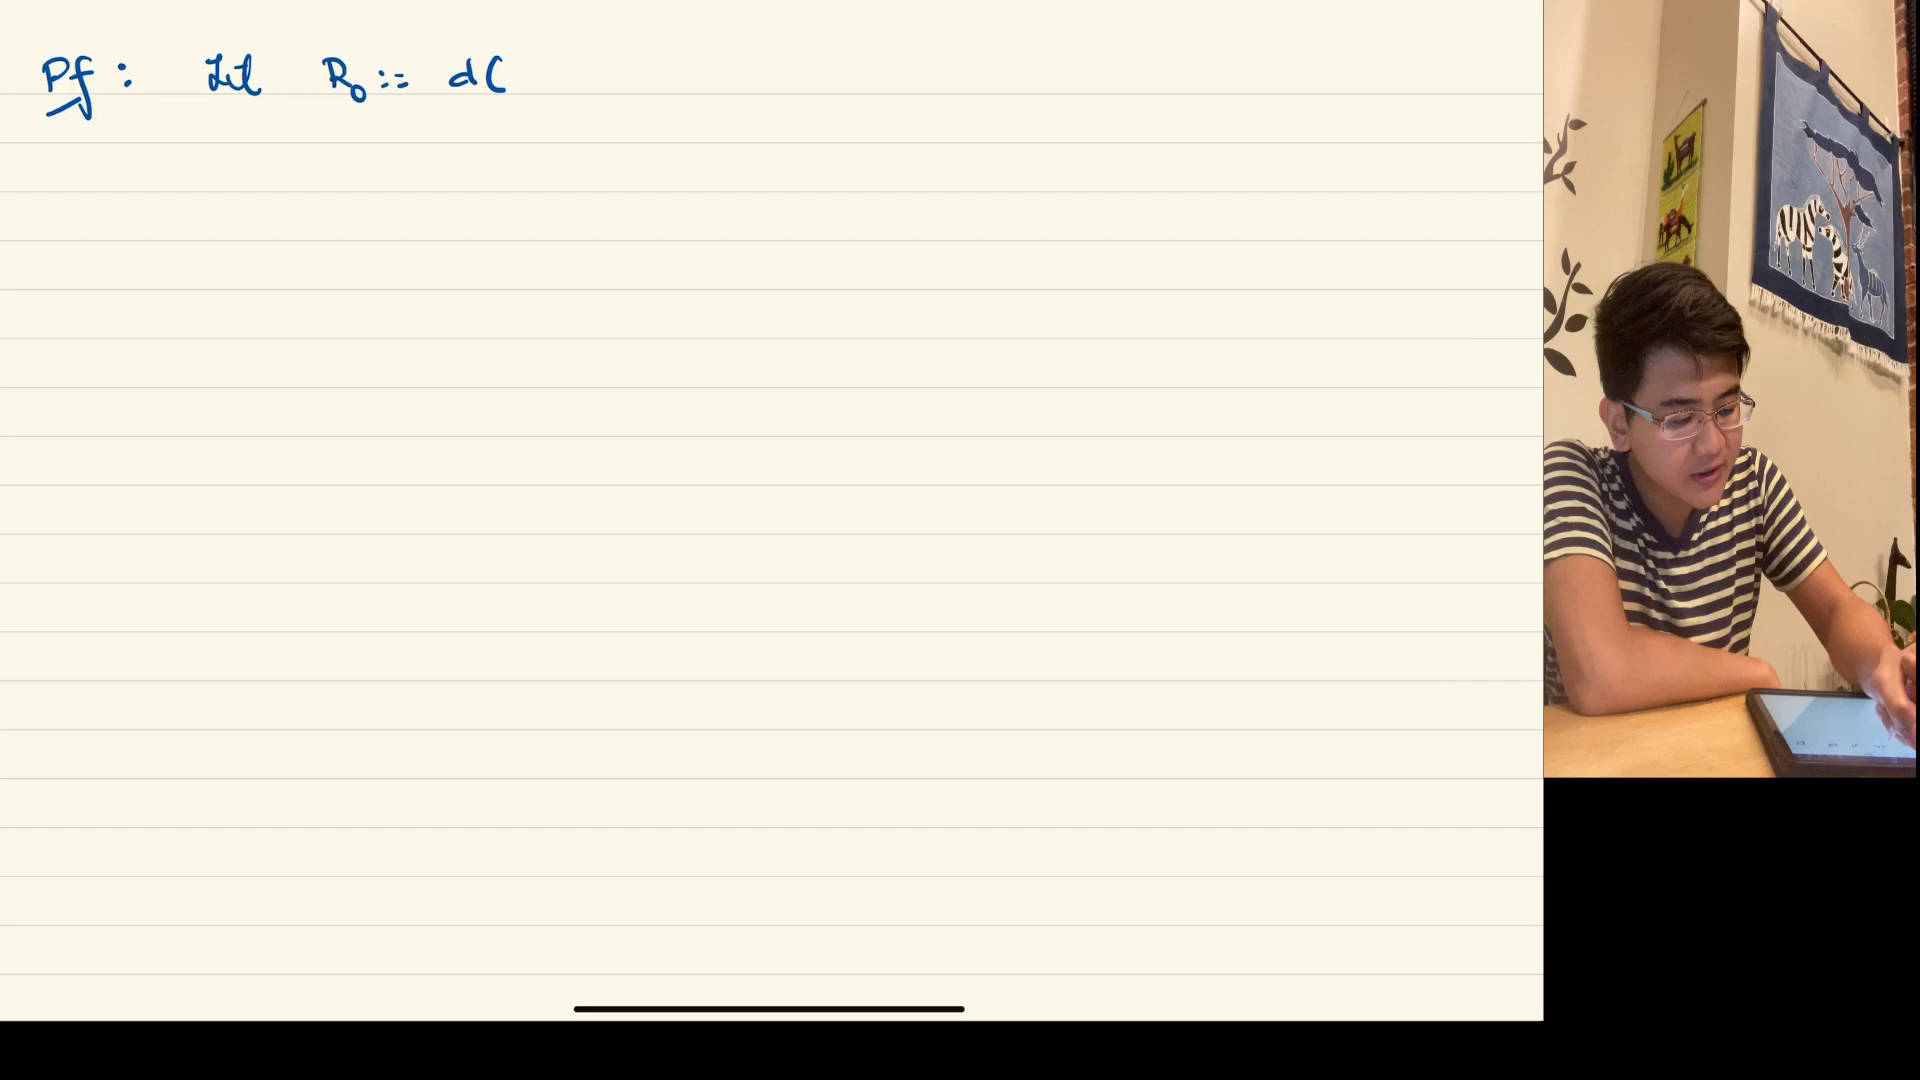 Pf: Let R₀ := d(